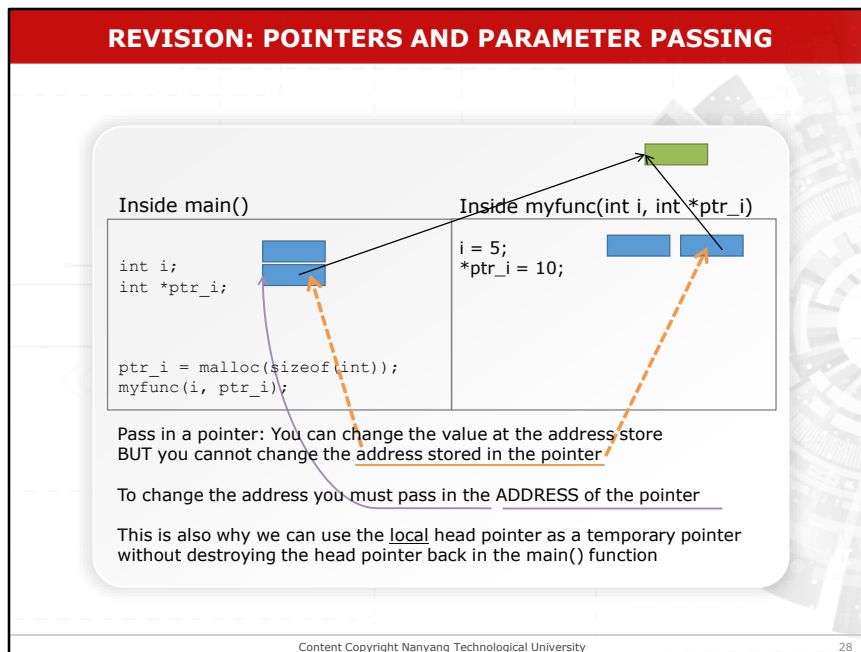 REVISION: POINTERS AND PARAMETER PASSING
Inside main()
int i;
int *ptr_i;
ptr_i = malloc(sizeof(int));
myfunc(i, ptr_i);
Inside myfunc(int i, int *ptr_i)
i = 5;
*ptr_i = 10;
Pass in a pointer: You can change the value at the address store
BUT you cannot change the address stored in the pointer
To change the address you must pass in the ADDRESS of the pointer
This is also why we can use the local head pointer as a temporary pointer
without destroying the head pointer back in the main() function
Content Copyright Nanyang Technological University
28